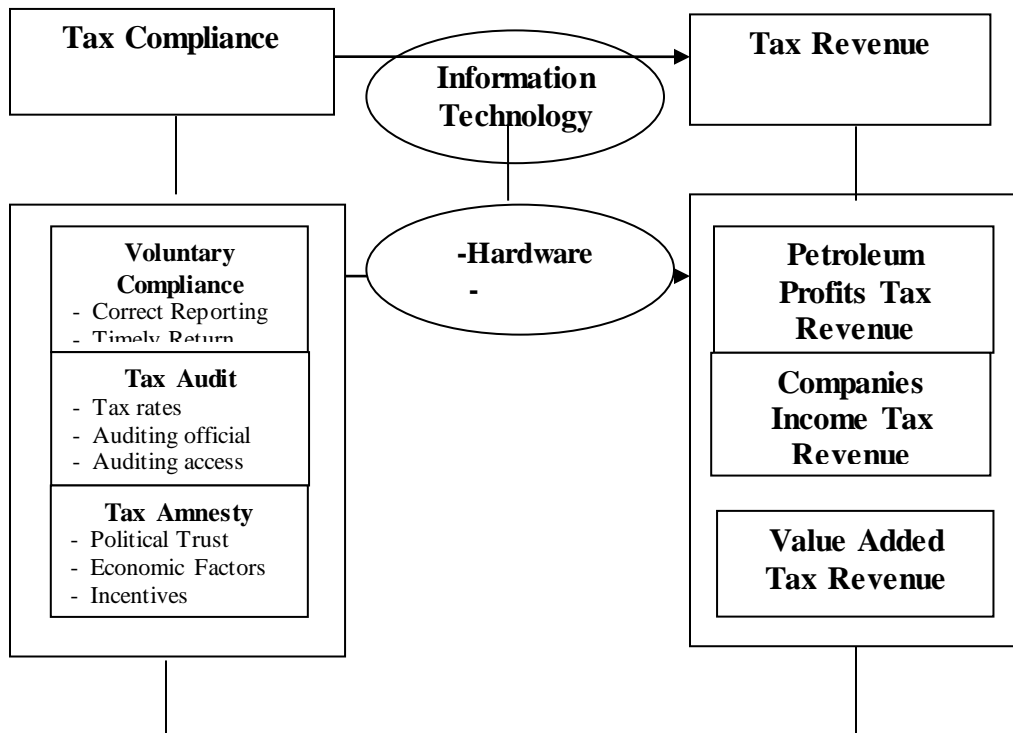 Tax Compliance
Information
Technology
Tax Revenue
Voluntary
Compliance
- Correct Reporting
- Timely Return
Tax Audit
- Tax rates
- Auditing official
- Auditing access
Tax Amnesty
- Political Trust
- Economic Factors
- Incentives
-Hardware
-
Petroleum
Profits Tax
Revenue
Companies
Income Tax
Revenue
Value Added
Tax Revenue